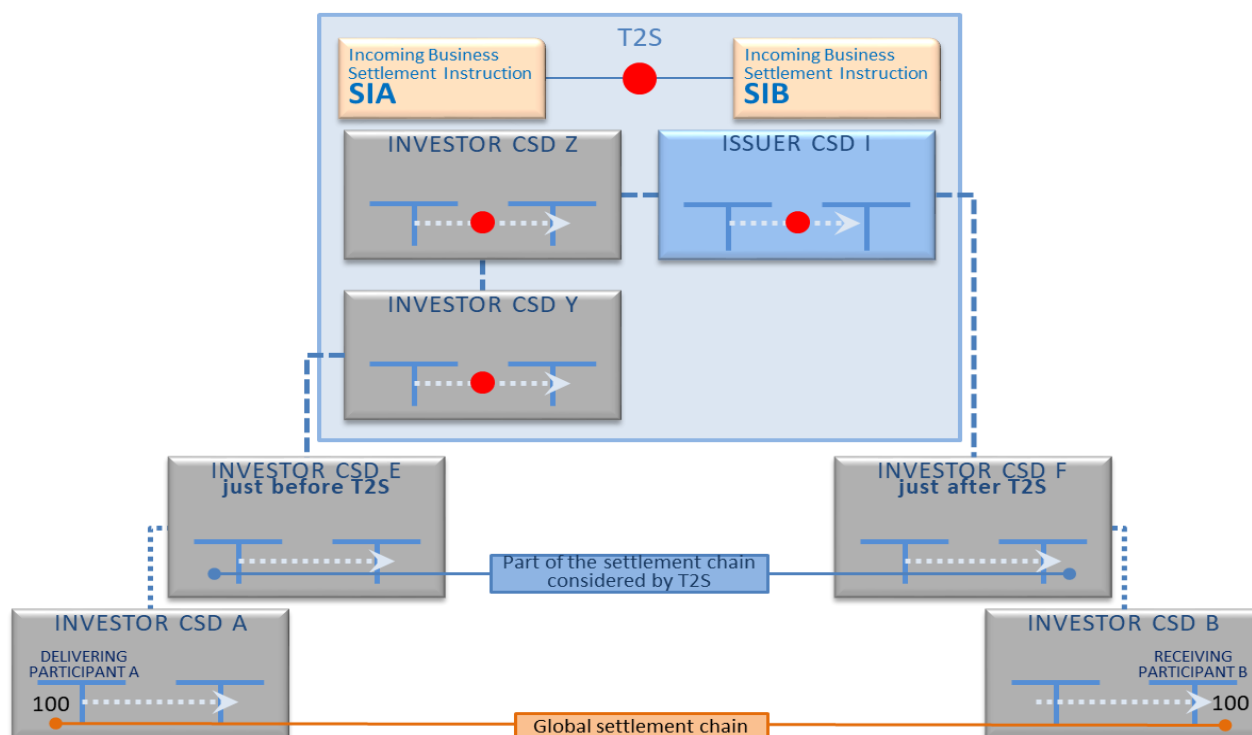 T2S
Incoming Business
Settlement Instruction
SIA
Incoming Business
Settlement Instruction
SIB
INVESTOR CSD Z
ISSUER CSD I
INVESTOR CSD Y
INVESTOR CSD E
just before T2S
INVESTOR CSD F
just after T2S
Part of the settlement chain
considered by T2S
INVESTOR CSD A
DELIVERING
PARTICIPANT A
100
INVESTOR CSD B
RECEIVING
PARTICIPANT B
100
Global settlement chain